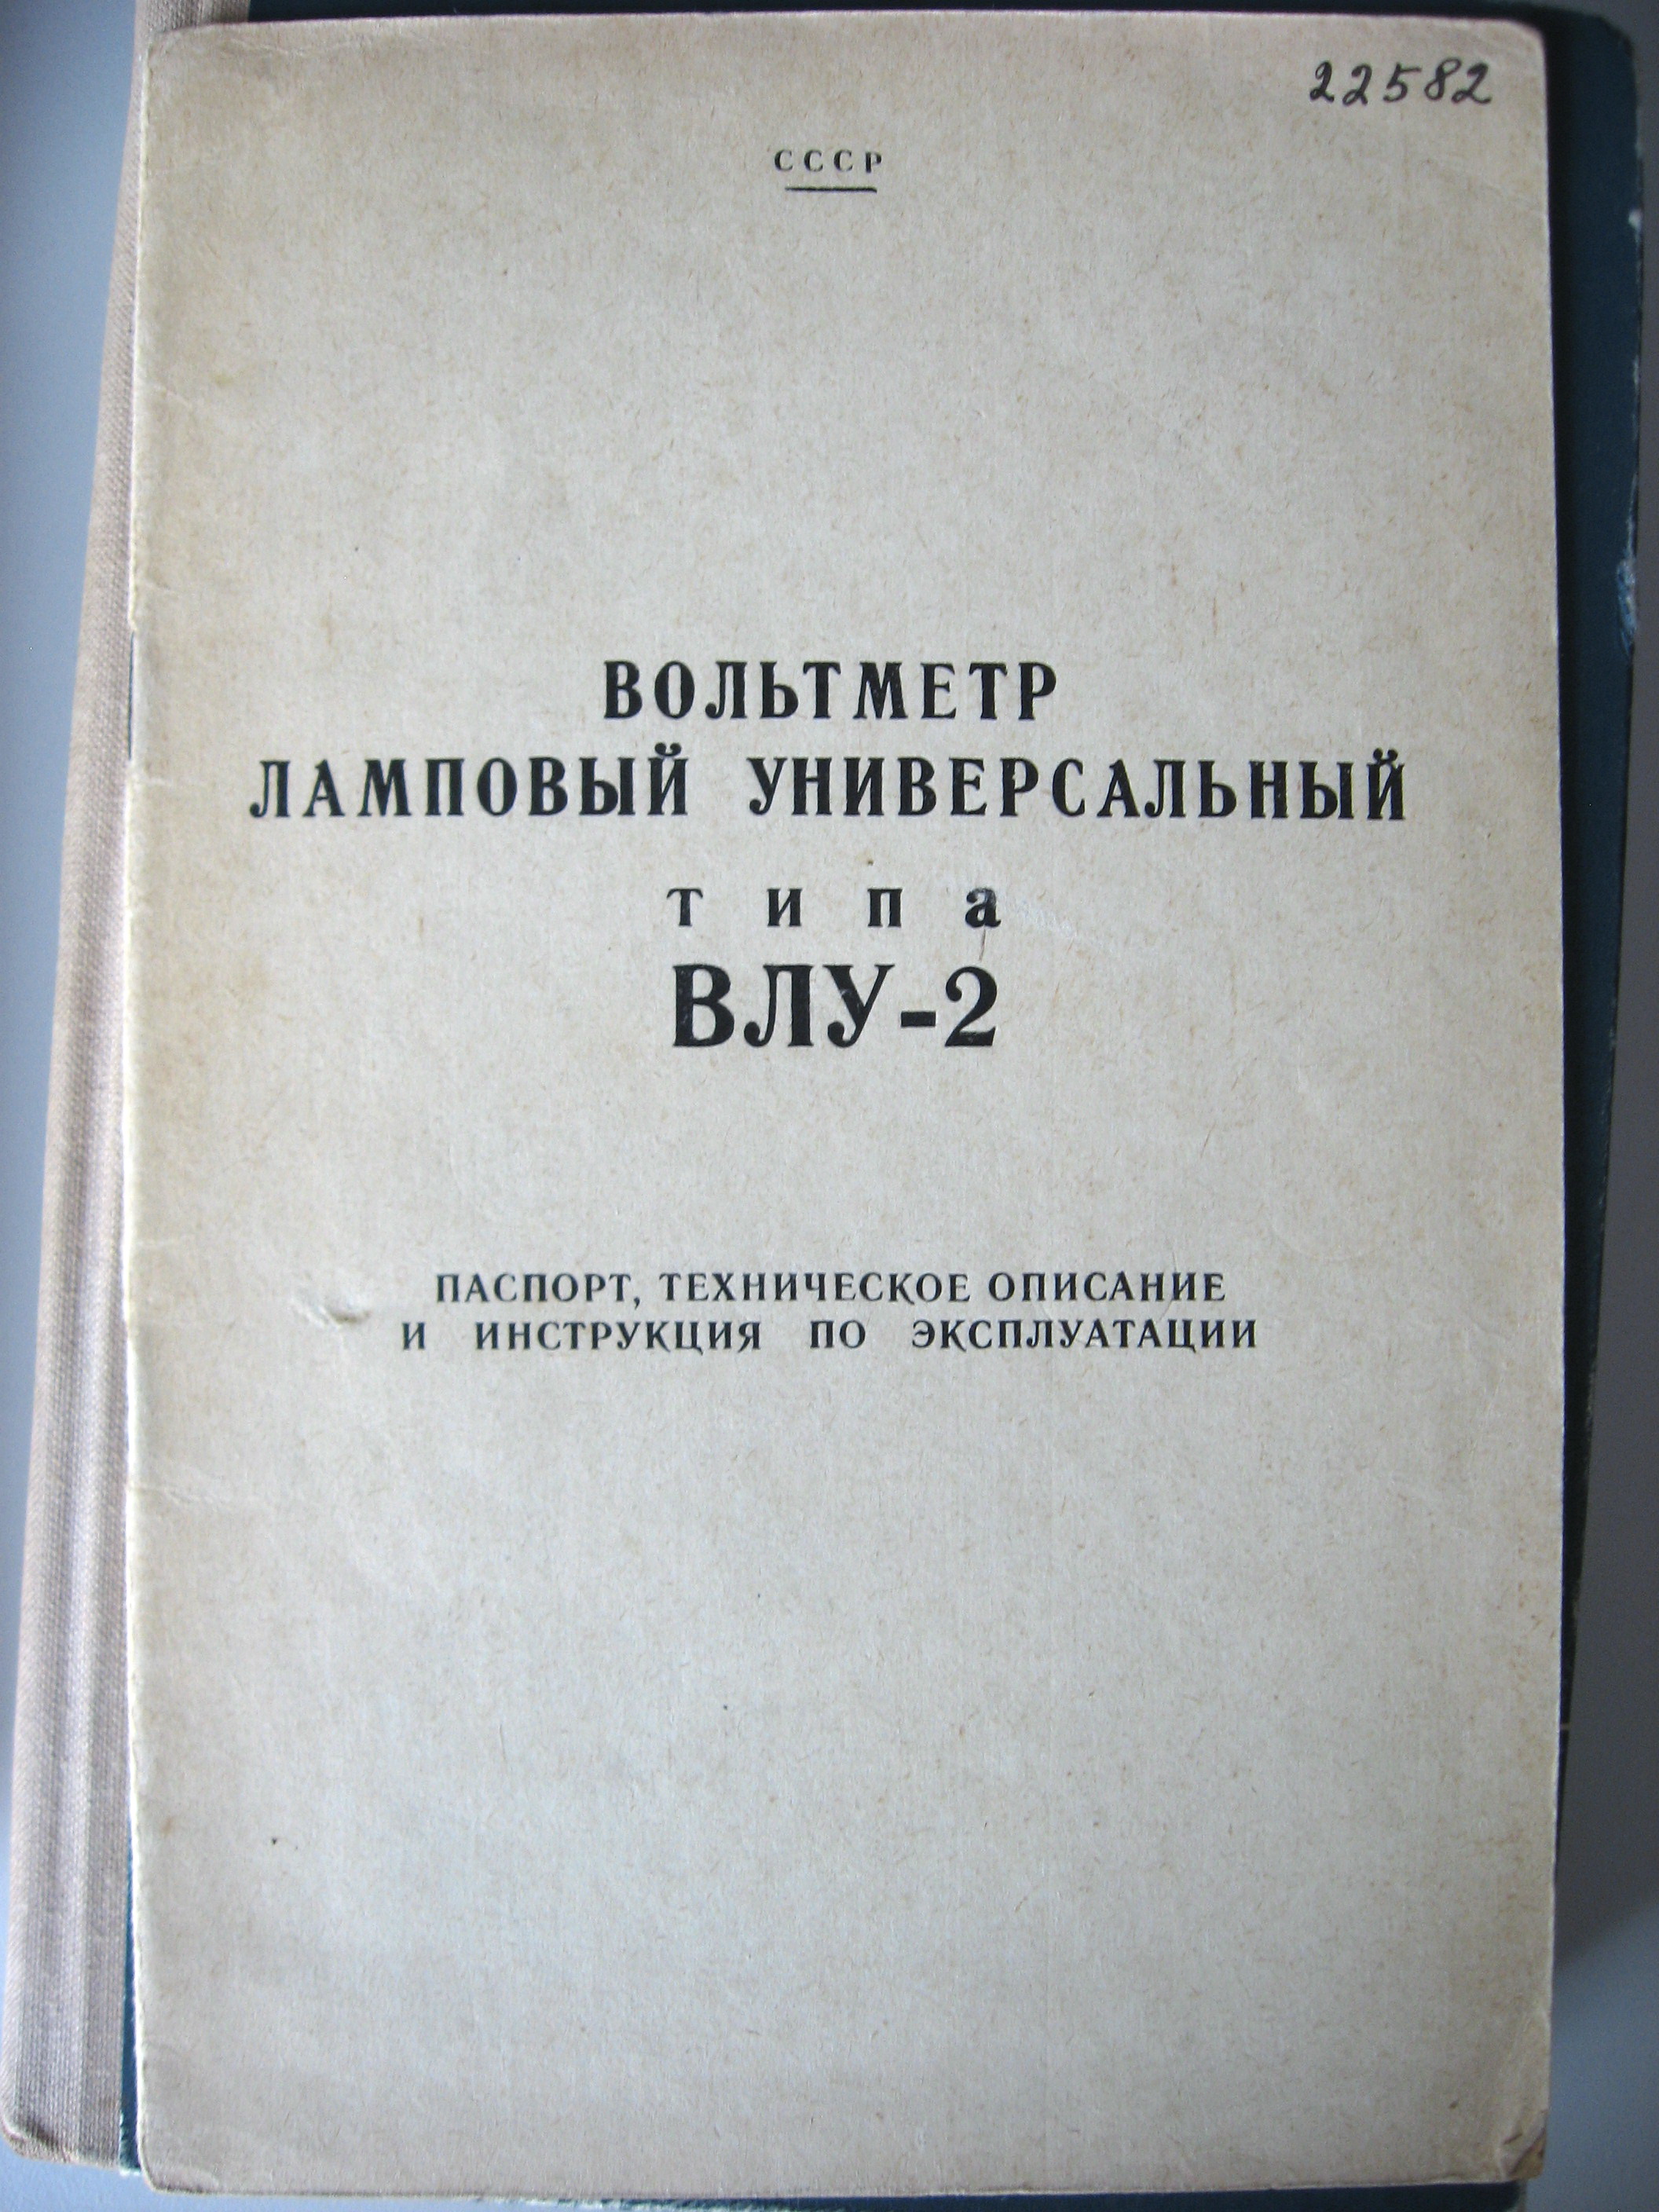 22582
СССР
ВОЛЬТМЕТР
ЛАМПОВЫЙ УНИВЕРСАЛЬНЫЙ
типа
ВЛУ-2
ПАСПОРТ, ТЕХНИЧЕСКОЕ ОПИСАНИЕ
И ИНСТРУКЦИЯ ПО ЭКСПЛУАТАЦИИ